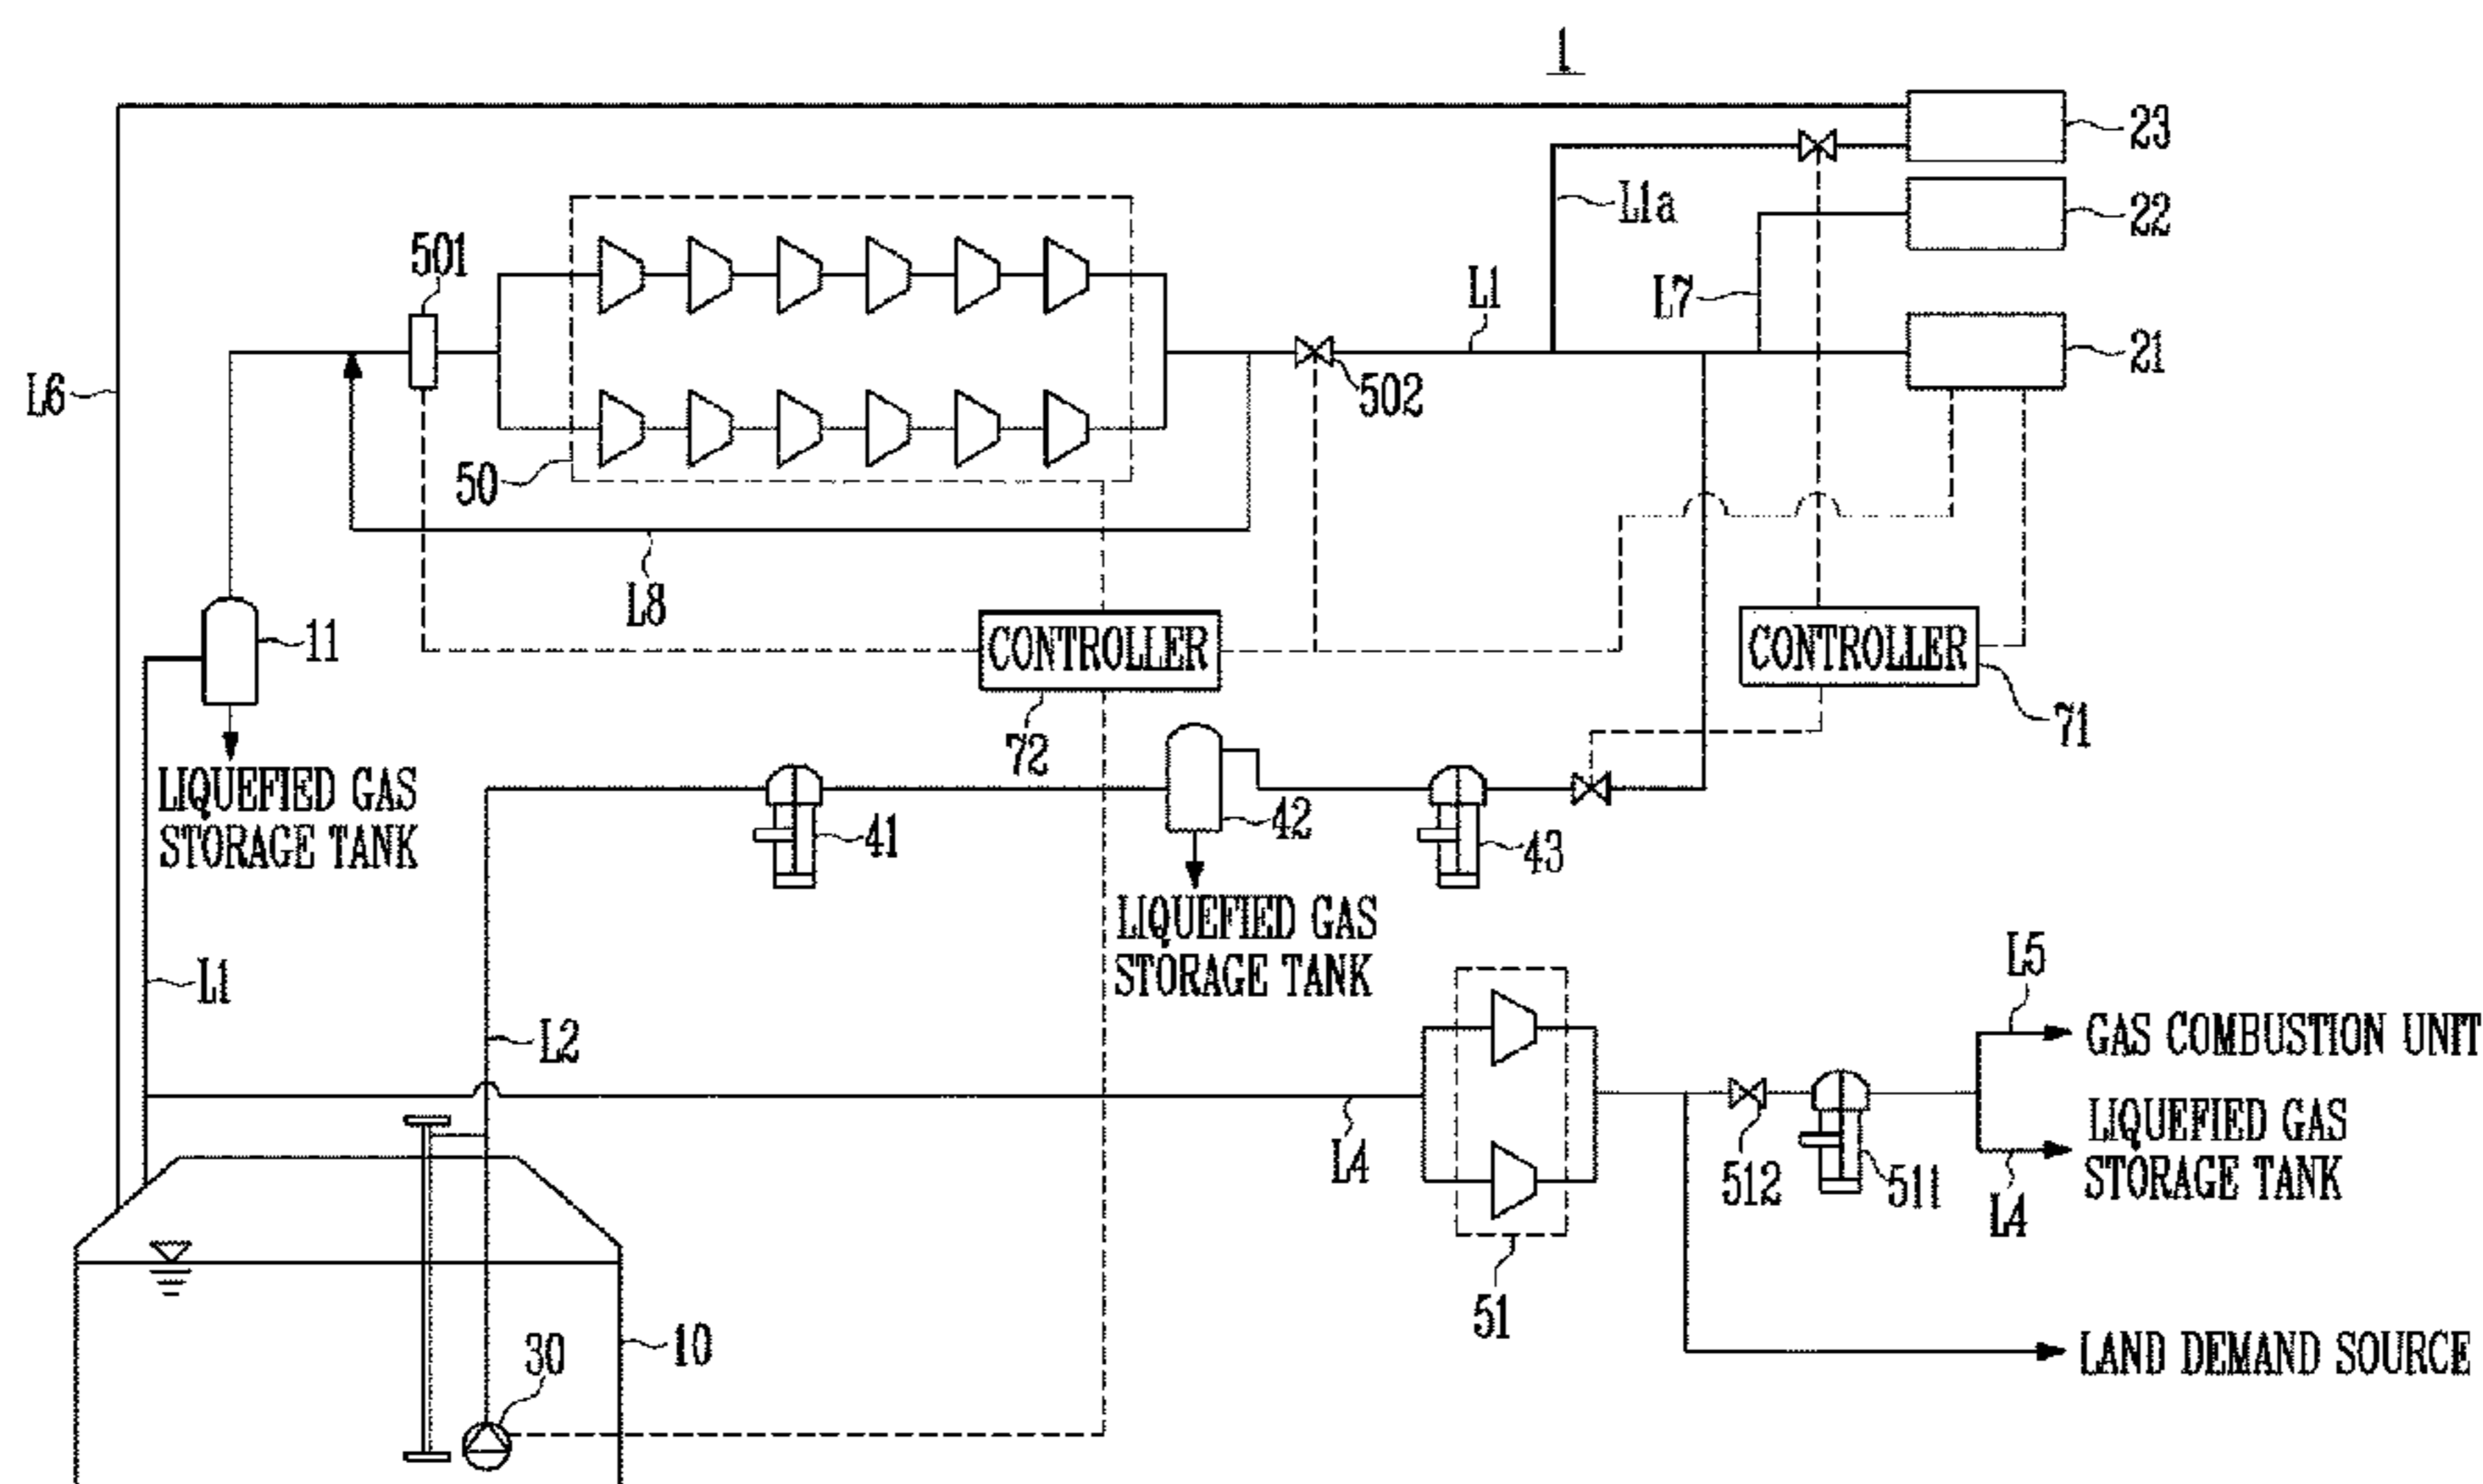 1
23
L1a
22
501
L7
L1
21
L6
502
50
L8
11
CONTROLLER
CONTROLLER
72
71
LIQUEFIED GAS
STORAGE TANK
41
42
43
LIQUEFIED GAS
STORAGE TANK
L1
L5
L2
GAS COMBUSTION UNIT
LIQUEFIED GAS
STORAGE TANK
L4
512
511
L4
51
10
30
LAND DEMAND SOURCE